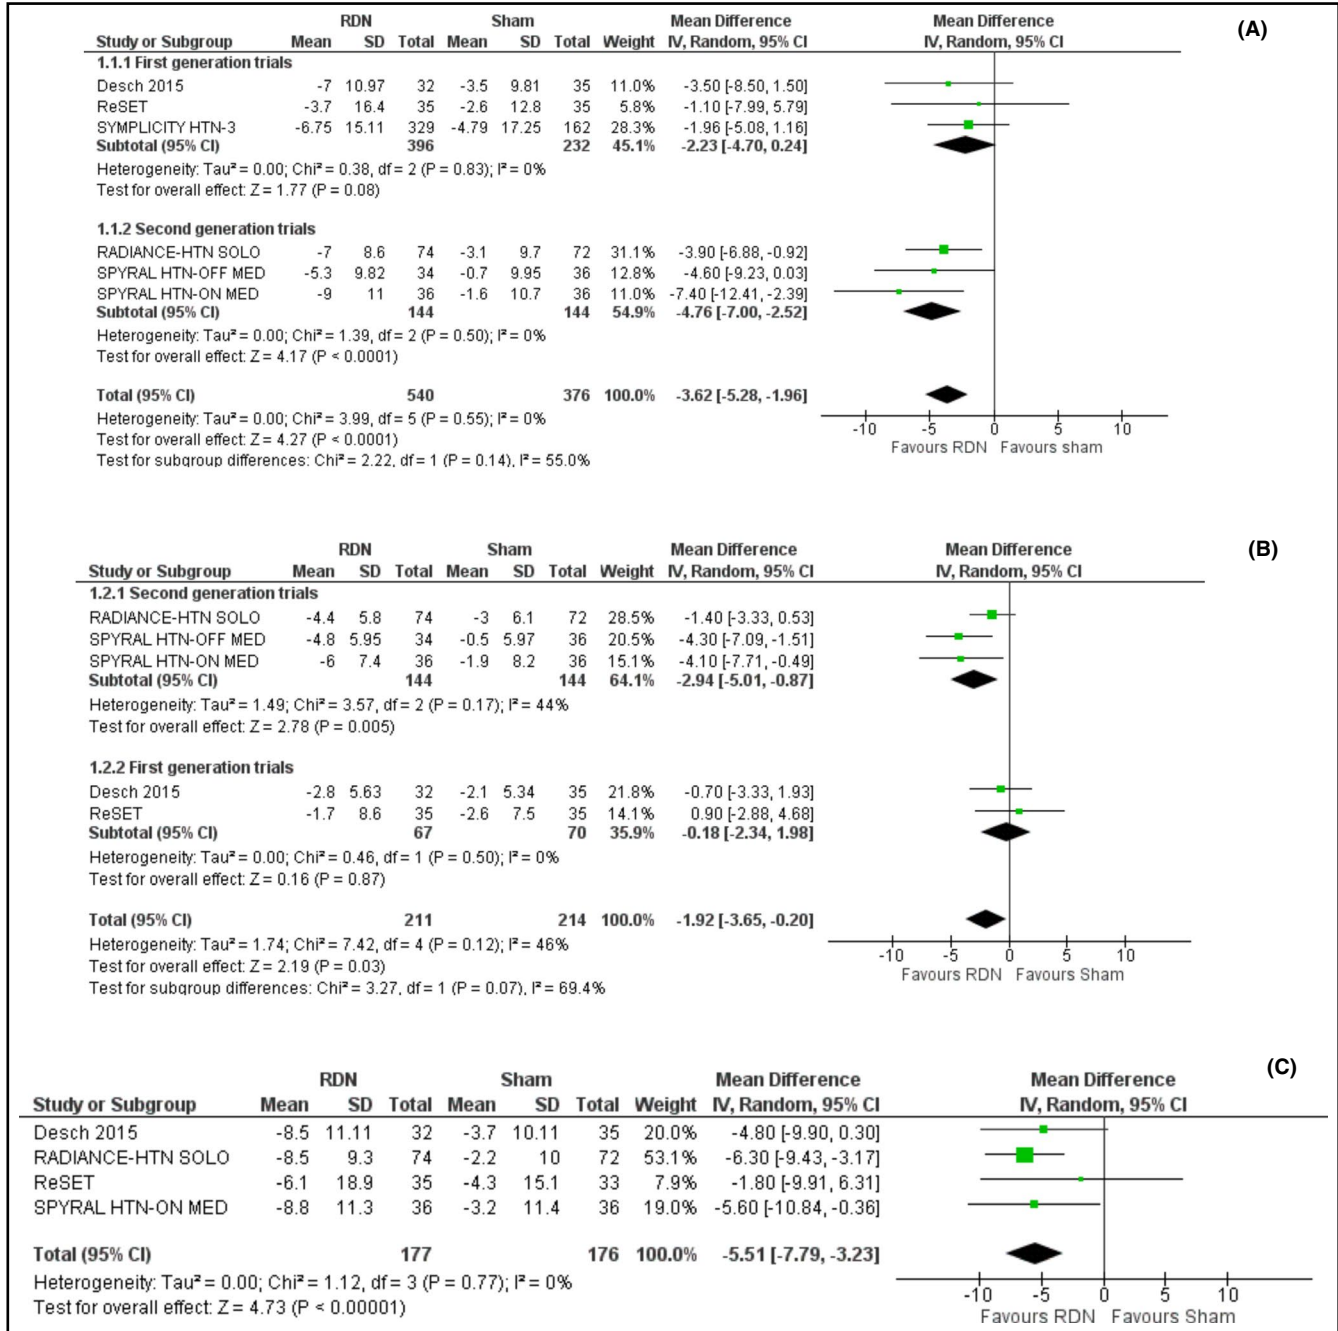 (A)
RDN Sham Mean Difference Mean Difference
Study or Subgroup Mean SD Total Mean SD Total Weight IV, Random, 95% CI IV, Random, 95% CI
1.1.1 First generation trials
Desch 2015 -7 10.97 32 -3.5 9.81 35 11.0% -3.50 [-8.50, 1.50]
ReSET -3.7 16.4 35 -2.6 12.8 35 5.8% -1.10 [-7.99, 5.79]
SYMPLICITY HTN-3 -6.75 15.11 329 -4.79 17.25 162 28.3% -1.96 [-5.08, 1.16]
Subtotal (95% CI) 396 232 45.1% -2.23 [-4.70, 0.24]
Heterogeneity: Tau² = 0.00; Chi² = 0.38, df = 2 (P = 0.83); I² = 0%
Test for overall effect: Z = 1.77 (P = 0.08)
1.1.2 Second generation trials
RADIANCE-HTN SOLO -7 8.6 74 -3.1 9.7 72 31.1% -3.90 [-6.88, -0.92]
SPYRAL HTN-OFF MED -5.3 9.82 34 -0.7 9.95 36 12.8% -4.60 [-9.23, 0.03]
SPYRAL HTN-ON MED -9 11 36 -1.6 10.7 36 11.0% -7.40 [-12.41, -2.39]
Subtotal (95% CI) 144 144 54.9% -4.76 [-7.00, -2.52]
Heterogeneity: Tau² = 0.00; Chi² = 1.39, df = 2 (P = 0.50); I² = 0%
Test for overall effect: Z = 4.17 (P < 0.0001)
Total (95% CI) 540 376 100.0% -3.62 [-5.28, -1.96]
Heterogeneity: Tau² = 0.00; Chi² = 3.99, df = 5 (P = 0.55); I² = 0%
Test for overall effect: Z = 4.27 (P < 0.0001)
Test for subgroup differences: Chi² = 2.22, df = 1 (P = 0.14), I² = 55.0%
-10 -5 0 5 10
Favours RDN Favours sham
(B)
RDN Sham Mean Difference Mean Difference
Study or Subgroup Mean SD Total Mean SD Total Weight IV, Random, 95% CI IV, Random, 95% CI
1.2.1 Second generation trials
RADIANCE-HTN SOLO -4.4 5.8 74 -3 6.1 72 28.5% -1.40 [-3.33, 0.53]
SPYRAL HTN-OFF MED -4.8 5.95 34 -0.5 5.97 36 20.5% -4.30 [-7.09, -1.51]
SPYRAL HTN-ON MED -6 7.4 36 -1.9 8.2 36 15.1% -4.10 [-7.71, -0.49]
Subtotal (95% CI) 144 144 64.1% -2.94 [-5.01, -0.87]
Heterogeneity: Tau² = 1.49; Chi² = 3.57, df = 2 (P = 0.17); I² = 44%
Test for overall effect: Z = 2.78 (P = 0.005)
1.2.2 First generation trials
Desch 2015 -2.8 5.63 32 -2.1 5.34 35 21.8% -0.70 [-3.33, 1.93]
ReSET -1.7 8.6 35 -2.6 7.5 35 14.1% 0.90 [-2.88, 4.68]
Subtotal (95% CI) 67 70 35.9% -0.18 [-2.34, 1.98]
Heterogeneity: Tau² = 0.00; Chi² = 0.46, df = 1 (P = 0.50); I² = 0%
Test for overall effect: Z = 0.16 (P = 0.87)
Total (95% CI) 211 214 100.0% -1.92 [-3.65, -0.20]
Heterogeneity: Tau² = 1.74; Chi² = 7.42, df = 4 (P = 0.12); I² = 46%
Test for overall effect: Z = 2.19 (P = 0.03)
Test for subgroup differences: Chi² = 3.27, df = 1 (P = 0.07), I² = 69.4%
-10 -5 0 5 10
Favours RDN Favours Sham
(C)
RDN Sham Mean Difference Mean Difference
Study or Subgroup Mean SD Total Mean SD Total Weight IV, Random, 95% CI IV, Random, 95% CI
Desch 2015 -8.5 11.11 32 -3.7 10.11 35 20.0% -4.80 [-9.90, 0.30]
RADIANCE-HTN SOLO -8.5 9.3 74 -2.2 10 72 53.1% -6.30 [-9.43, -3.17]
ReSET -6.1 18.9 35 -4.3 15.1 33 7.9% -1.80 [-9.91, 6.31]
SPYRAL HTN-ON MED -8.8 11.3 36 -3.2 11.4 36 19.0% -5.60 [-10.84, -0.36]
Total (95% CI) 177 176 100.0% -5.51 [-7.79, -3.23]
Heterogeneity: Tau² = 0.00; Chi² = 1.12, df = 3 (P = 0.77); I² = 0%
Test for overall effect: Z = 4.73 (P < 0.00001)
-10 -5 0 5 10
Favours RDN Favours Sham